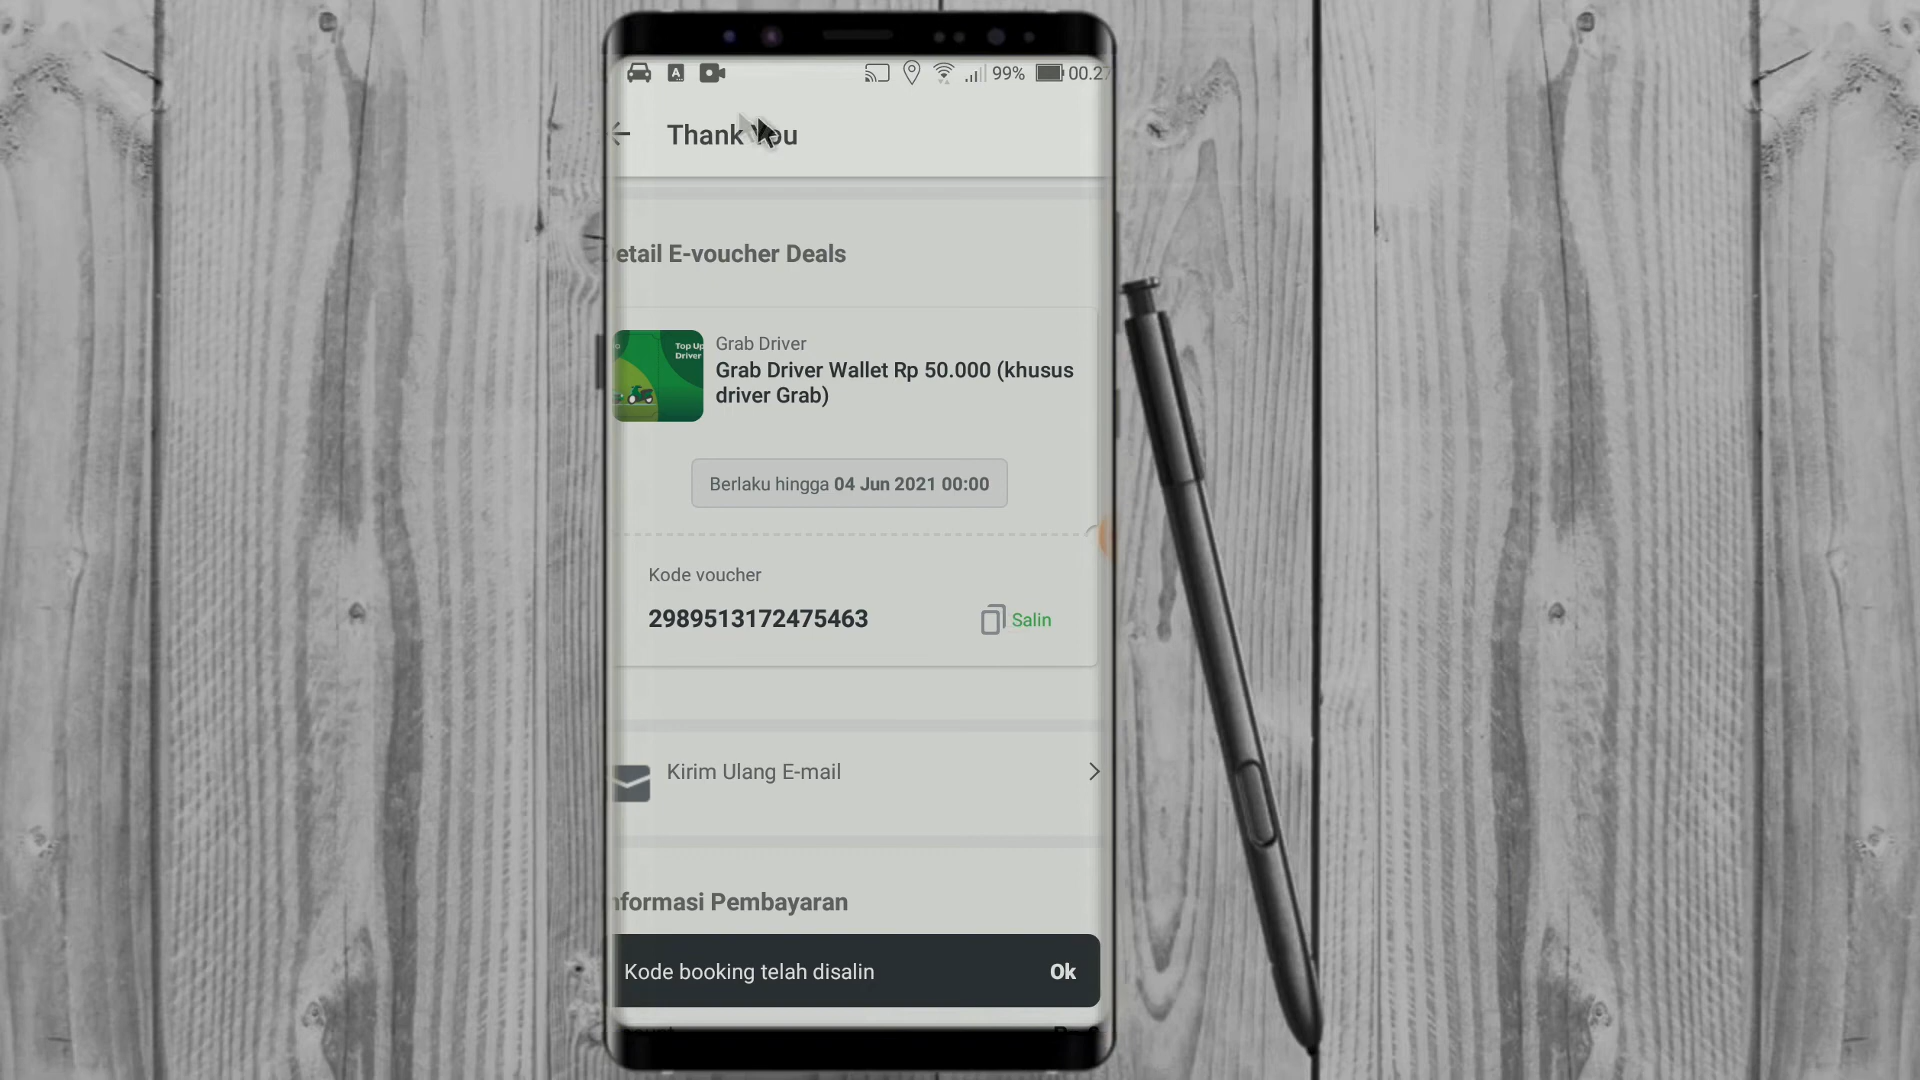 99% 00.27
Thank You
etail E-voucher Deals
Top Up
Driver
Grab Driver
Grab Driver Wallet Rp 50.000 (khusus
driver Grab)
Berlaku hingga 04 Jun 2021 00:00
Kode voucher
2989513172475463
Salin
Kirim Ulang E-mail
nformasi Pembayaran
Kode booking telah disalin
Ok